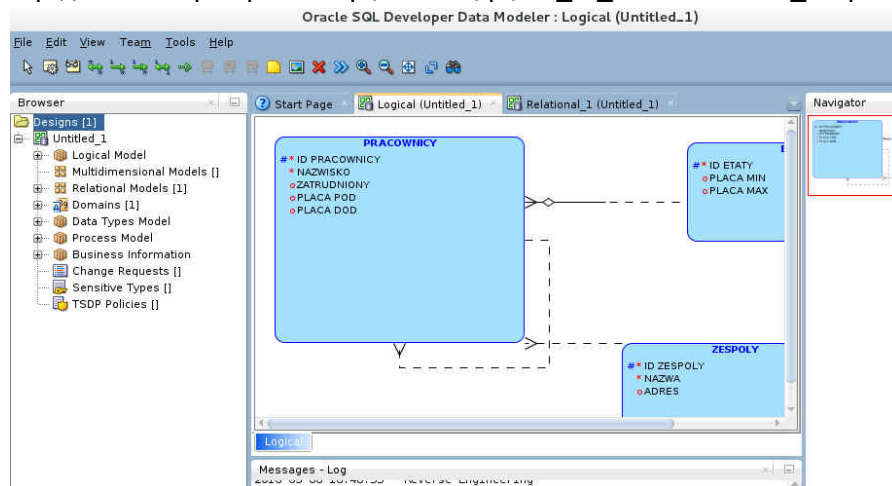 Oracle SQL Developer Data Modeler : Logical (Untitled_1)
File Edit View Team Tools Help
Browser
Start Page
Logical (Untitled_1)
Relational_1 (Untitled_1)
Navigator
Designs [1]
Untitled_1
Logical Model
Multidimensional Models []
Relational Models [1]
Domains [1]
Data Types Model
Process Model
Business Information
Change Requests []
Sensitive Types []
TSDP Policies []
PRACOWNICY
#* ID PRACOWNICY
* NAZWISKO
o ZATRUDNIONY
o PLACA POD
o PLACA DOD
E
#* ID ETATY
o PLACA MIN
o PLACA MAX
ZESPOLY
#* ID ZESPOLY
* NAZWA
o ADRES
Logical
Messages - Log
Reverse Engineering